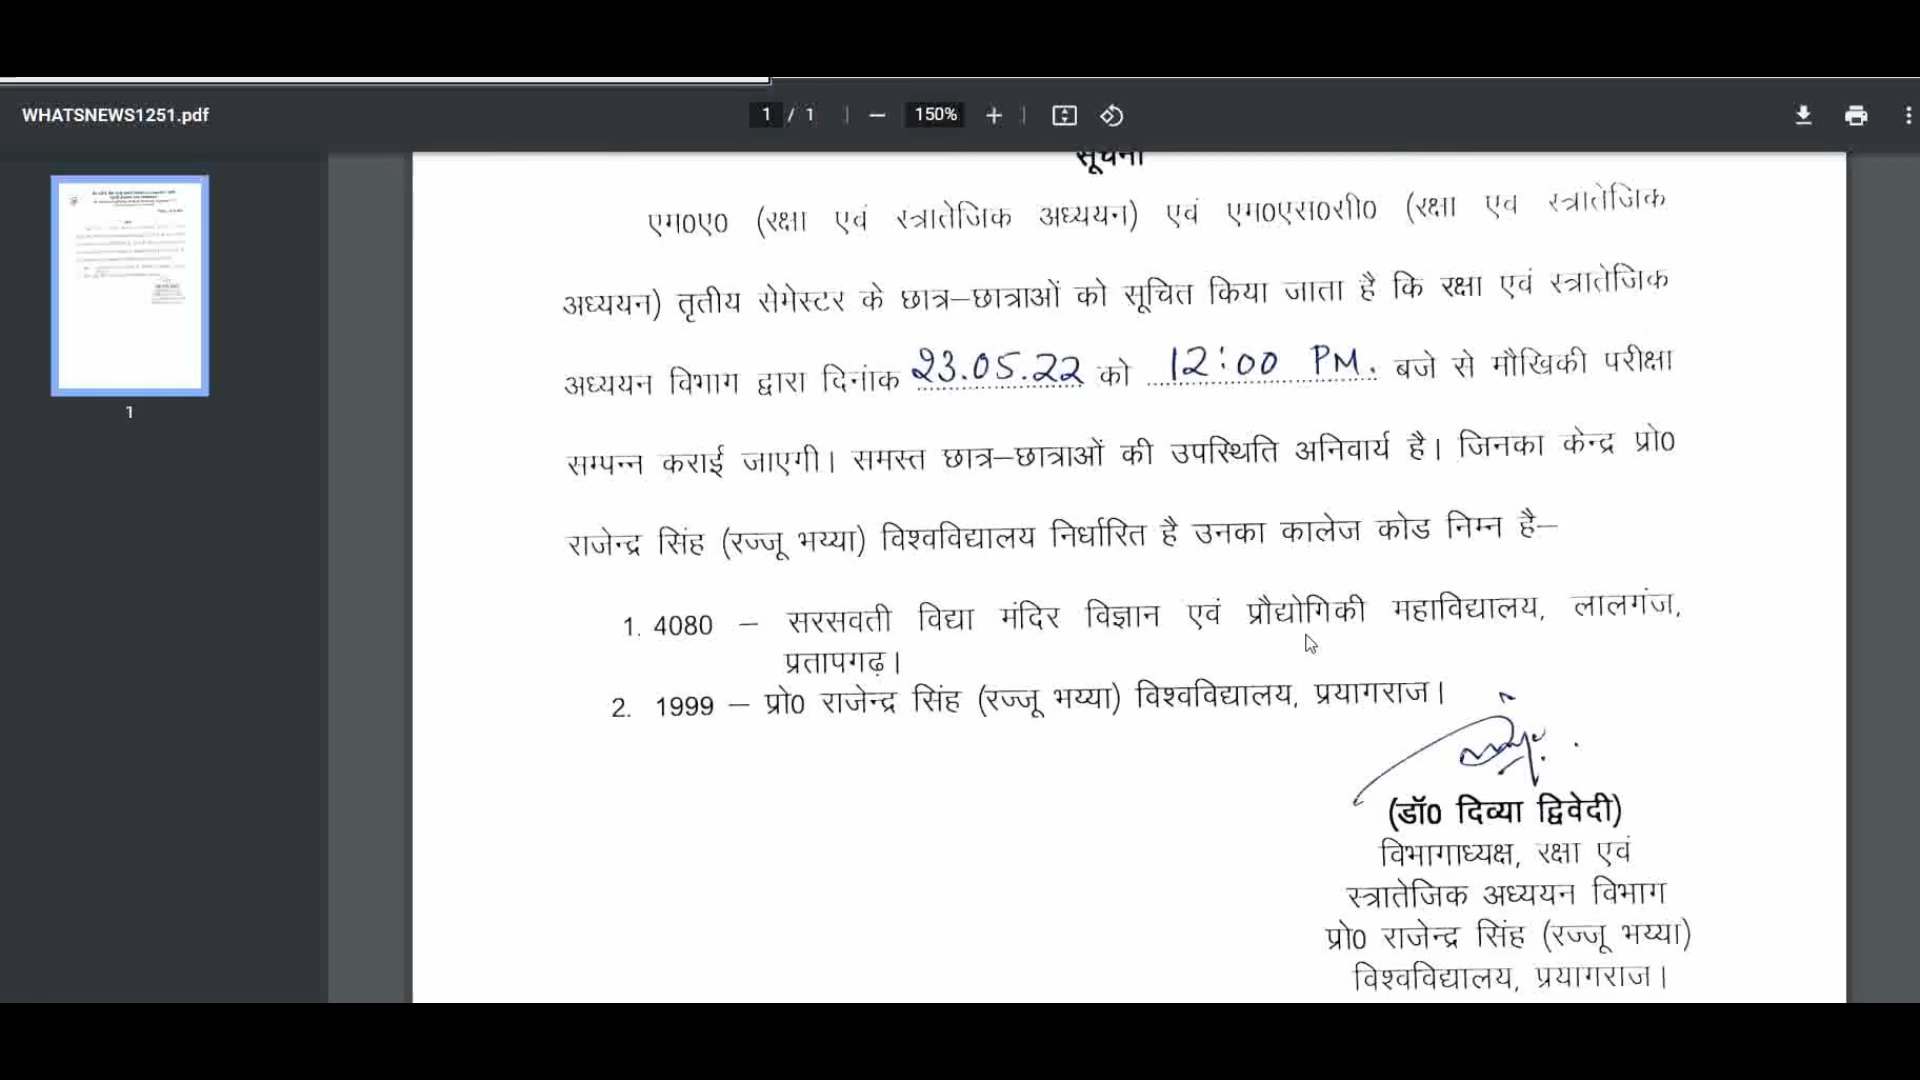 WHATSNEWS1251.pdf
1 / 1
150%
सूचना
एम0ए0 (रक्षा एवं स्त्रातेजिक अध्ययन) एवं एम0एस0सी0 (रक्षा एवं स्त्रातेजिक
अध्ययन) तृतीय सेमेस्टर के छात्र–छात्राओं को सूचित किया जाता है कि रक्षा एवं स्त्रातेजिक
अध्ययन विभाग द्वारा दिनांक 23.05.22 को 12:00 PM. बजे से मौखिकी परीक्षा
सम्पन्न कराई जाएगी। समस्त छात्र–छात्राओं की उपस्थिति अनिवार्य है। जिनका केन्द्र प्रो0
राजेन्द्र सिंह (रज्जू भय्या) विश्वविद्यालय निर्धारित है उनका कालेज कोड निम्न है–
1. 4080 – सरसवती विद्या मंदिर विज्ञान एवं प्रौद्योगिकी महाविद्यालय, लालगंज,
प्रतापगढ़।
2. 1999 – प्रो0 राजेन्द्र सिंह (रज्जू भय्या) विश्वविद्यालय, प्रयागराज।
(डॉ0 दिव्या द्विवेदी)
विभागाध्यक्ष, रक्षा एवं
स्त्रातेजिक अध्ययन विभाग
प्रो0 राजेन्द्र सिंह (रज्जू भय्या)
विश्वविद्यालय, प्रयागराज।
1